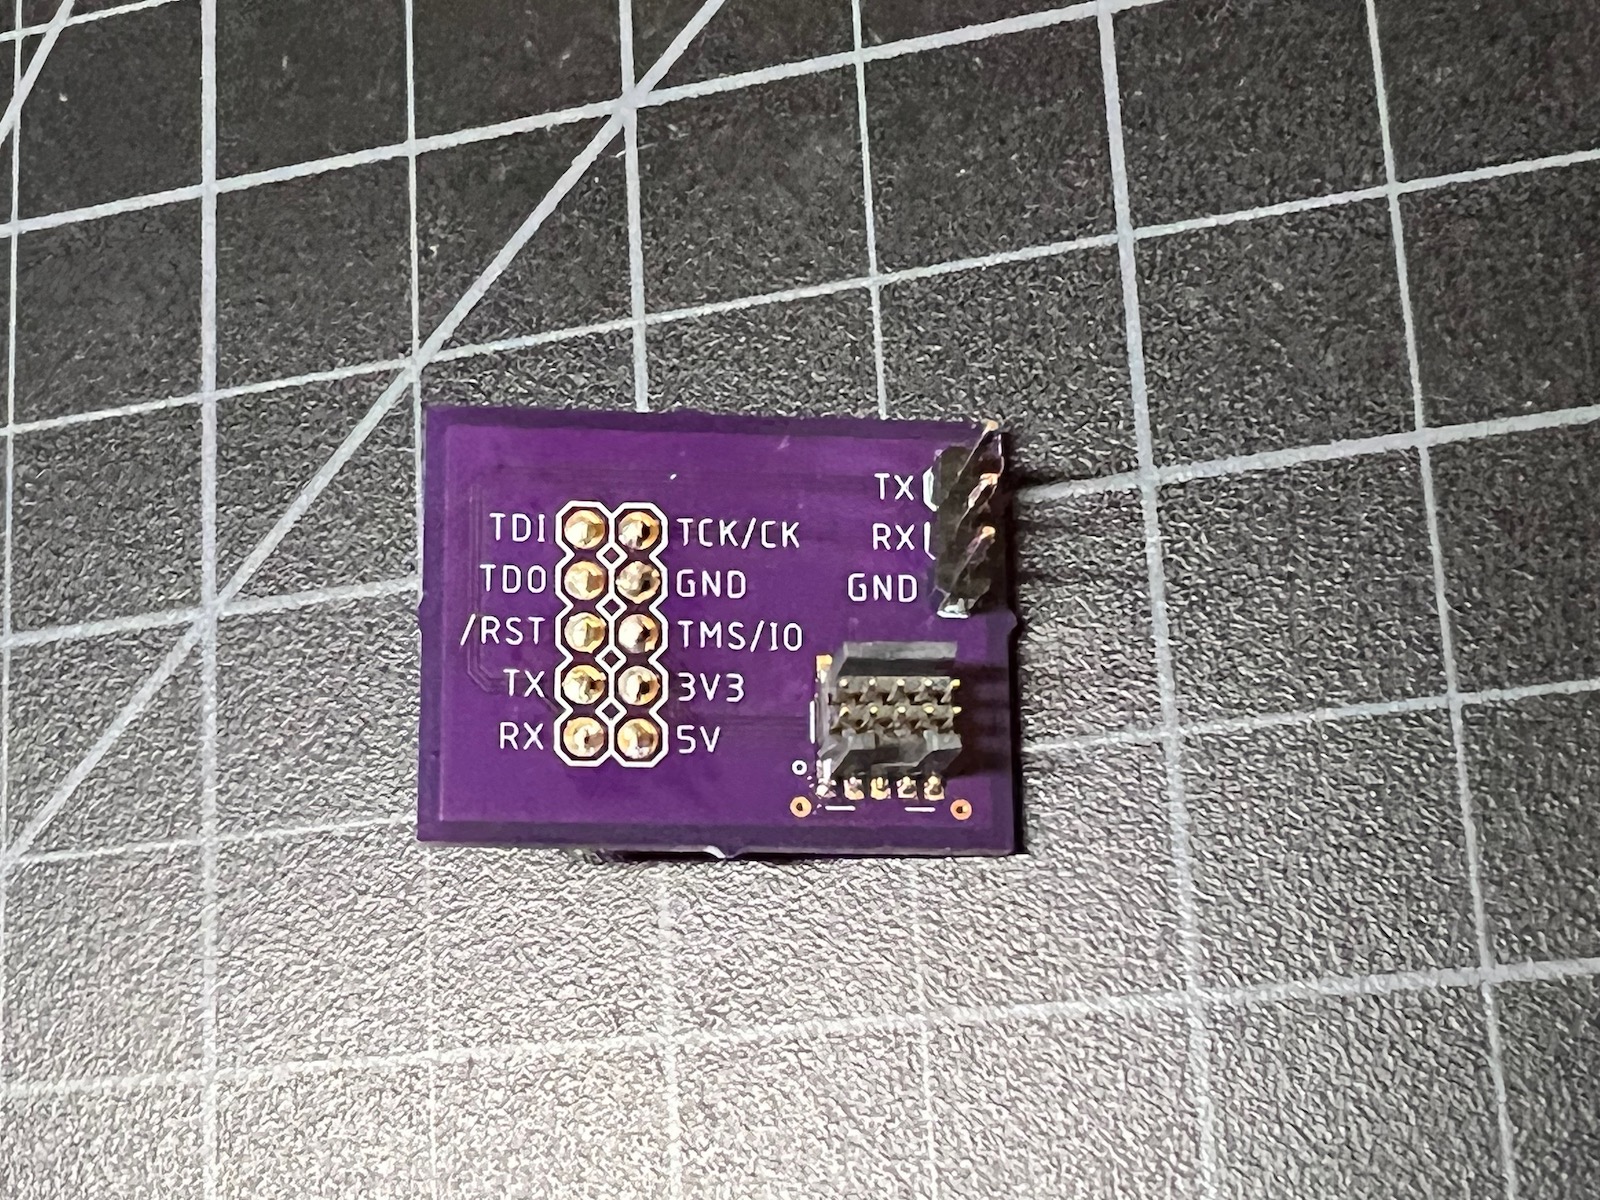 TX
TDI TCK/CK RX
TDO GND GND
/RST TMS/IO
TX 3V3
RX 5V